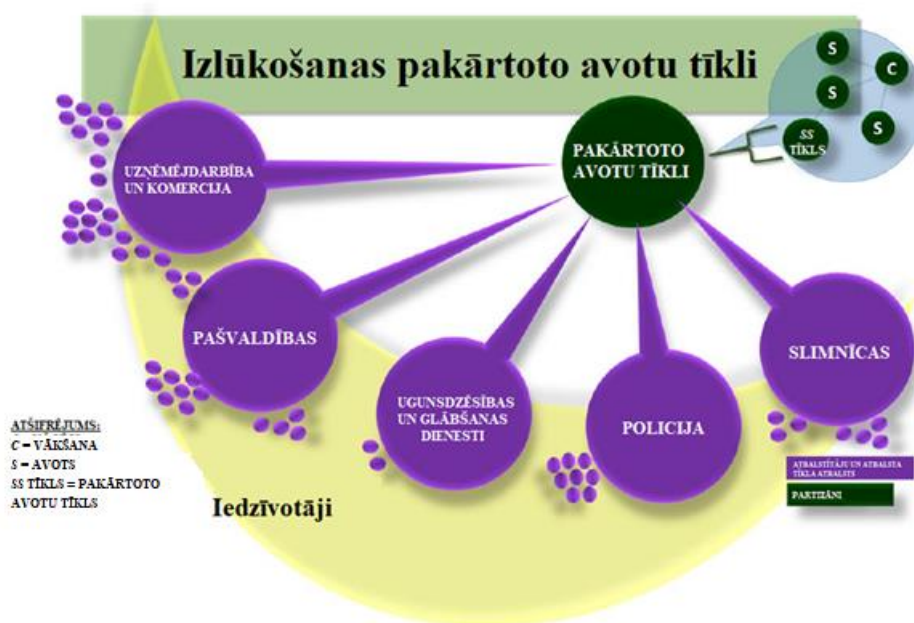 Izlūkošanas pakārtoto avotu tīkli
S
C
S
S
SS
TĪKLS
PAKĀRTOTO
AVOTU TĪKLI
UZŅĒMĒJDARBĪBA
UN KOMERCIJA
PAŠVALDĪBAS
UGUNSDZĒSĪBAS
UN GLĀBŠANAS
DIENESTI
POLICIJA
SLIMNĪCAS
ATŠIFRĒJUMS:
C = VĀKŠANA
S = AVOTS
SS TĪKLS = PAKĀRTOTO
AVOTU TĪKLS
Iedzīvotāji
ATBALSTĪTĀJU UN ATBALSTA
TĪKLA ATBALSTS
PARTIZĀNI